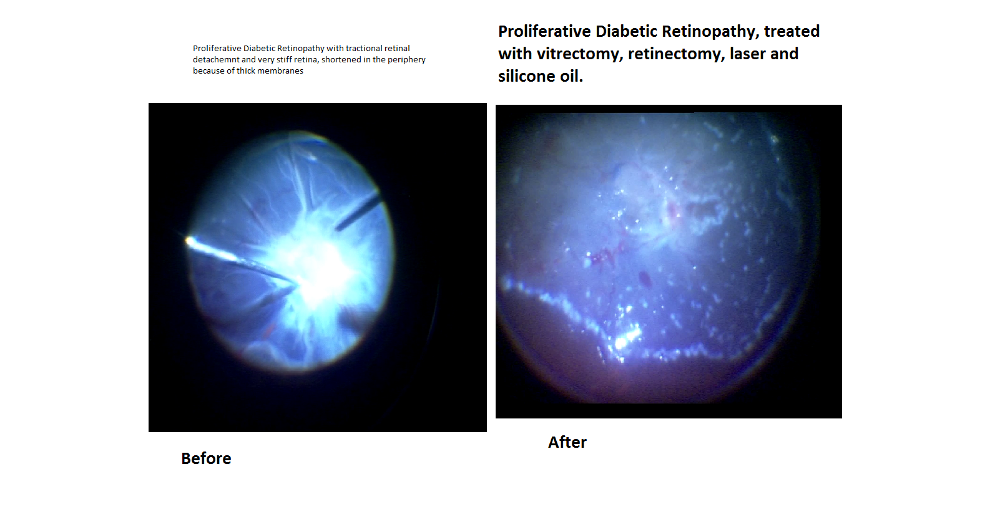 Proliferative Diabetic Retinopathy with tractional retinal
detachemnt and very stiff retina, shortened in the periphery
because of thick membranes
Proliferative Diabetic Retinopathy, treated
with vitrectomy, retinectomy, laser and
silicone oil.
Before
After